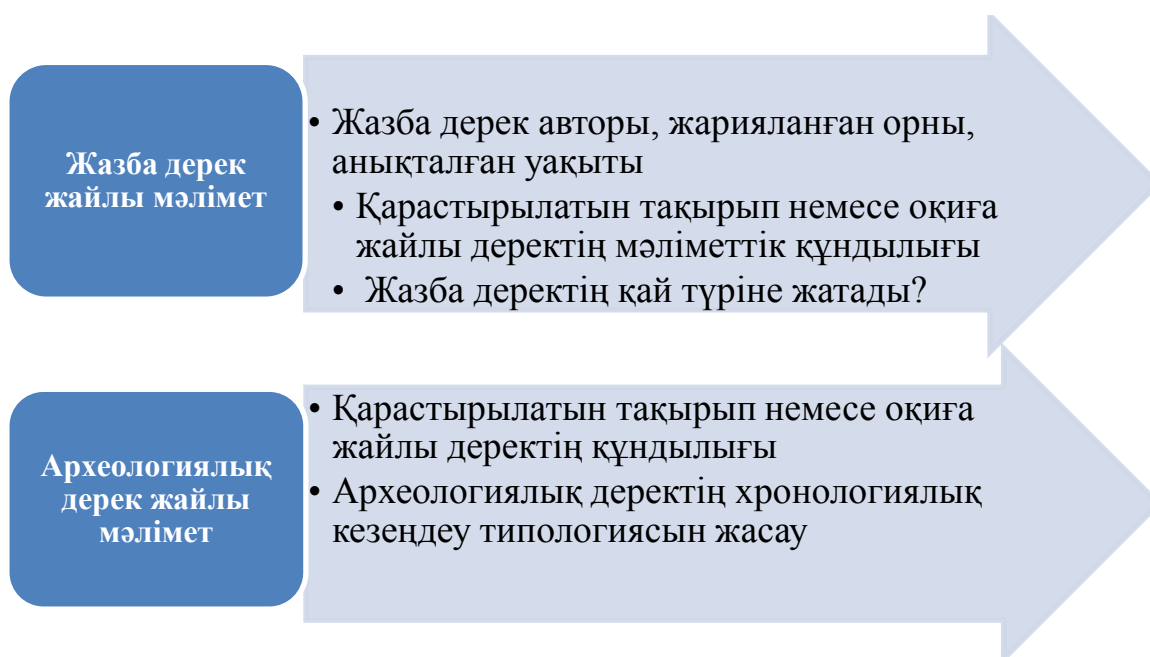 Жазба дерек
жайлы мәлімет
• Жазба дерек авторы, жарияланған орны,
анықталған уақыты
• Қарастырылатын тақырып немесе оқиға
жайлы деректің мәліметтік құндылығы
• Жазба деректің қай түріне жатады?
Археологиялық
дерек жайлы
мәлімет
• Қарастырылатын тақырып немесе оқиға
жайлы деректің құндылығы
• Археологиялық деректің хронологиялық
кезеңдеу типологиясын жасау